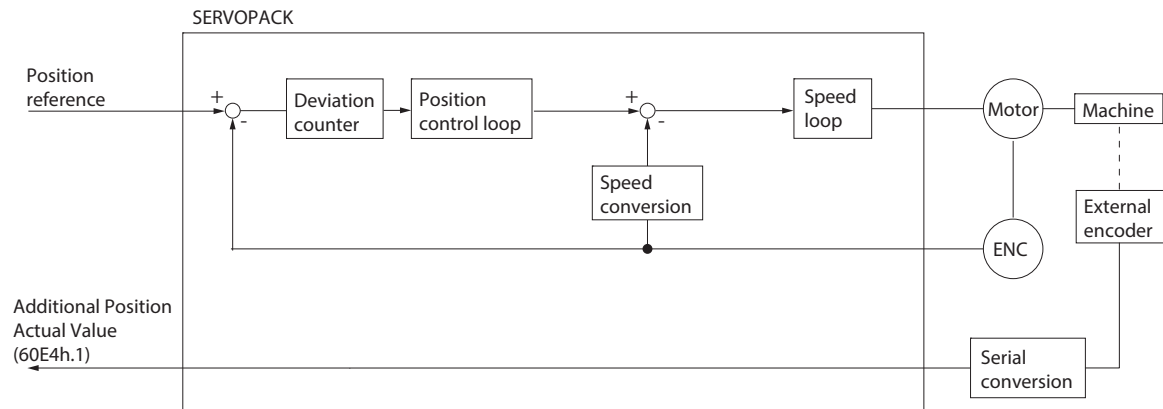 SERVOPACK
Position
reference
+
-
Deviation
counter
Position
control loop
+
-
Speed
loop
Motor
Machine
Speed
conversion
External
encoder
ENC
Additional Position
Actual Value
(60E4h.1)
Serial
conversion